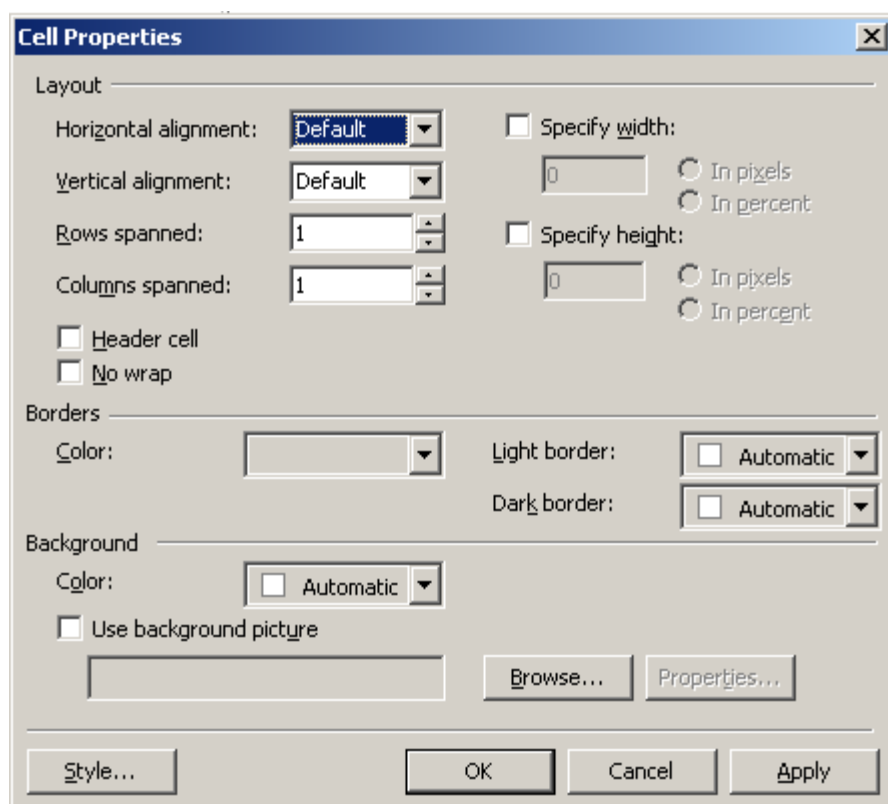 Cell Properties
Layout
Horizontal alignment: Default
Specify width:
Vertical alignment: Default
0 In pixels
In percent
Rows spanned: 1
Specify height:
Columns spanned: 1
0 In pixels
In percent
Header cell
No wrap
Borders
Color:
Light border: Automatic
Dark border: Automatic
Background
Color: Automatic
Use background picture
Browse... Properties...
Style... OK Cancel Apply